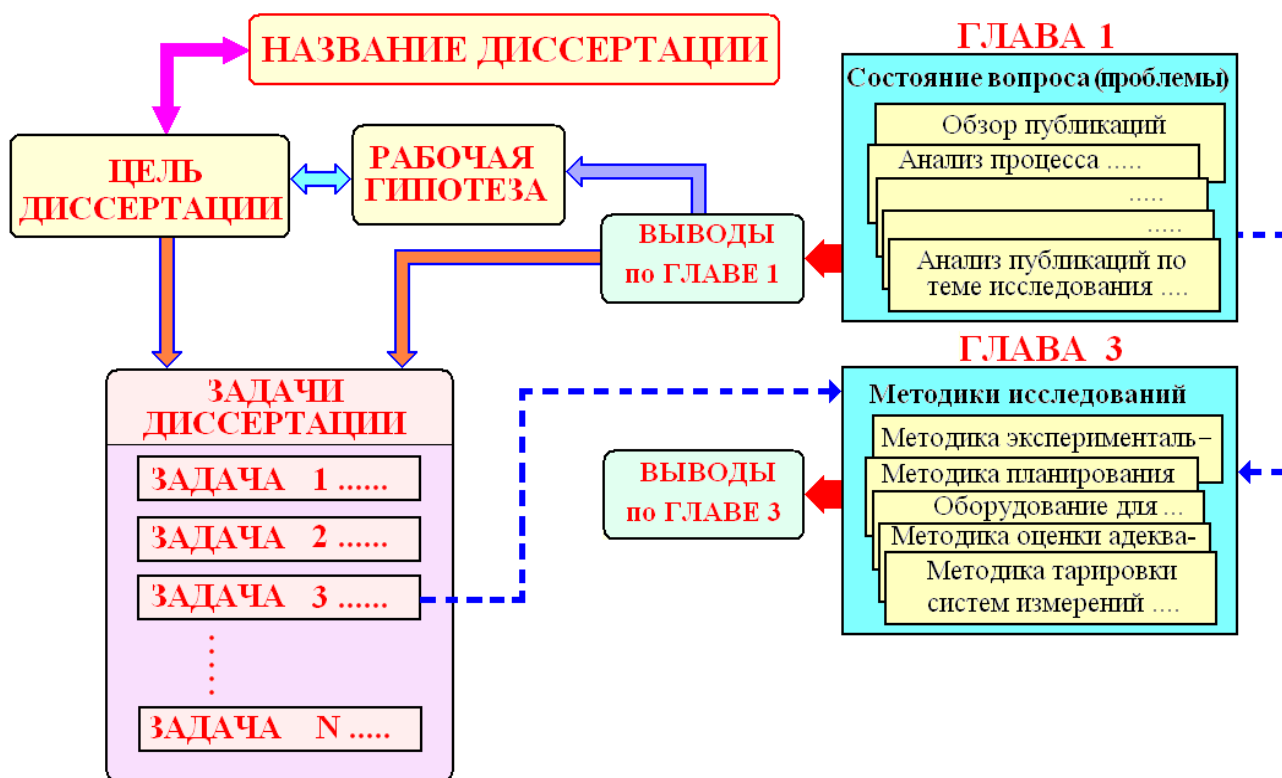 НАЗВАНИЕ ДИССЕРТАЦИИ
ЦЕЛЬ
ДИССЕРТАЦИИ
РАБОЧАЯ
ГИПОТЕЗА
ВЫВОДЫ
по ГЛАВЕ 1
ГЛАВА 1
Состояние вопроса (проблемы)
Обзор публикаций
Анализ процесса .....
.....
.....
Анализ публикаций по
теме исследования ....
ЗАДАЧИ
ДИССЕРТАЦИИ
ЗАДАЧА 1 ......
ЗАДАЧА 2 ......
ЗАДАЧА 3 ......
ЗАДАЧА N .....
ВЫВОДЫ
по ГЛАВЕ 3
ГЛАВА 3
Методики исследований
Методика эксперименталь–
Методика планирования
Оборудование для ...
Методика оценки адеква-
Методика тарировки
систем измерений ....